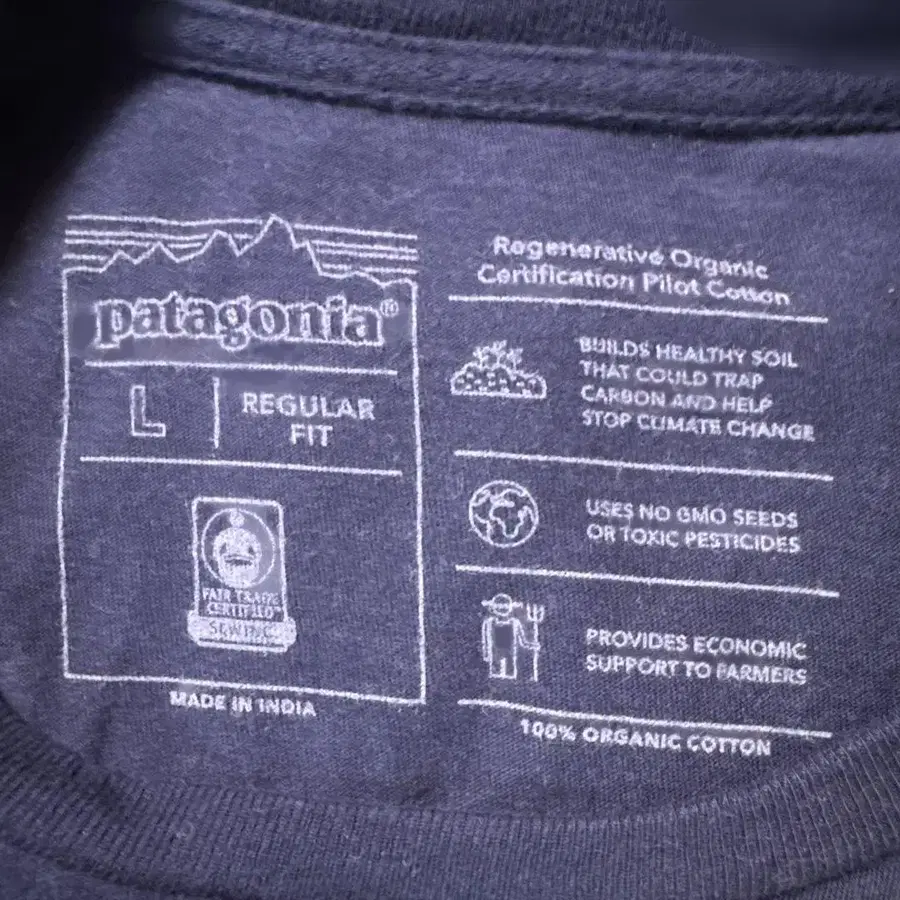 patagonia®
L
REGULAR
FIT
FAIR TRADE
CERTIFIED™
SEWING
MADE IN INDIA
Regenerative Organic
Certification Pilot Cotton
BUILDS HEALTHY SOIL
THAT COULD TRAP
CARBON AND HELP
STOP CLIMATE CHANGE
USES NO GMO SEEDS
OR TOXIC PESTICIDES
PROVIDES ECONOMIC
SUPPORT TO FARMERS
100% ORGANIC COTTON